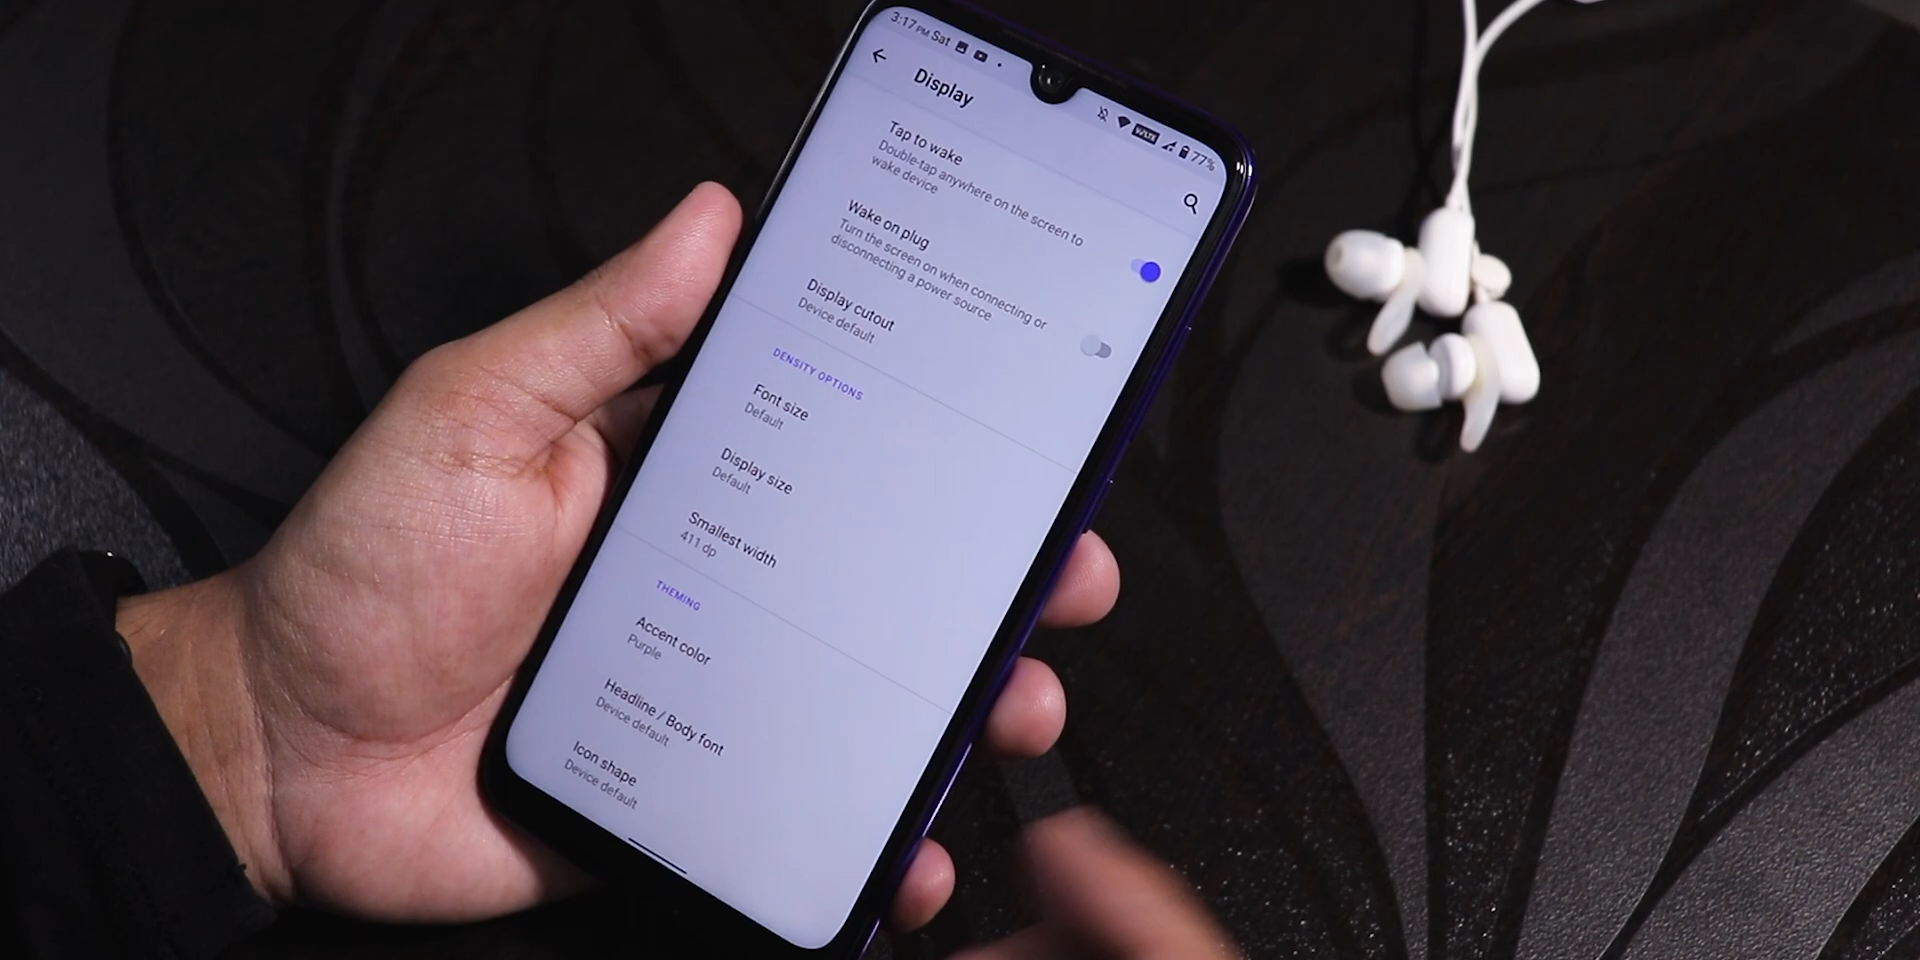 3:17 PM Sat
VoLTE 77%
Display
Tap to wake
Double-tap anywhere on the screen to
wake device
Wake on plug
Turn the screen on when connecting or
disconnecting a power source
Display cutout
Device default
DENSITY OPTIONS
Font size
Default
Display size
Default
Smallest width
411 dp
THEMING
Accent color
Purple
Headline / Body font
Device default
Icon shape
Device default